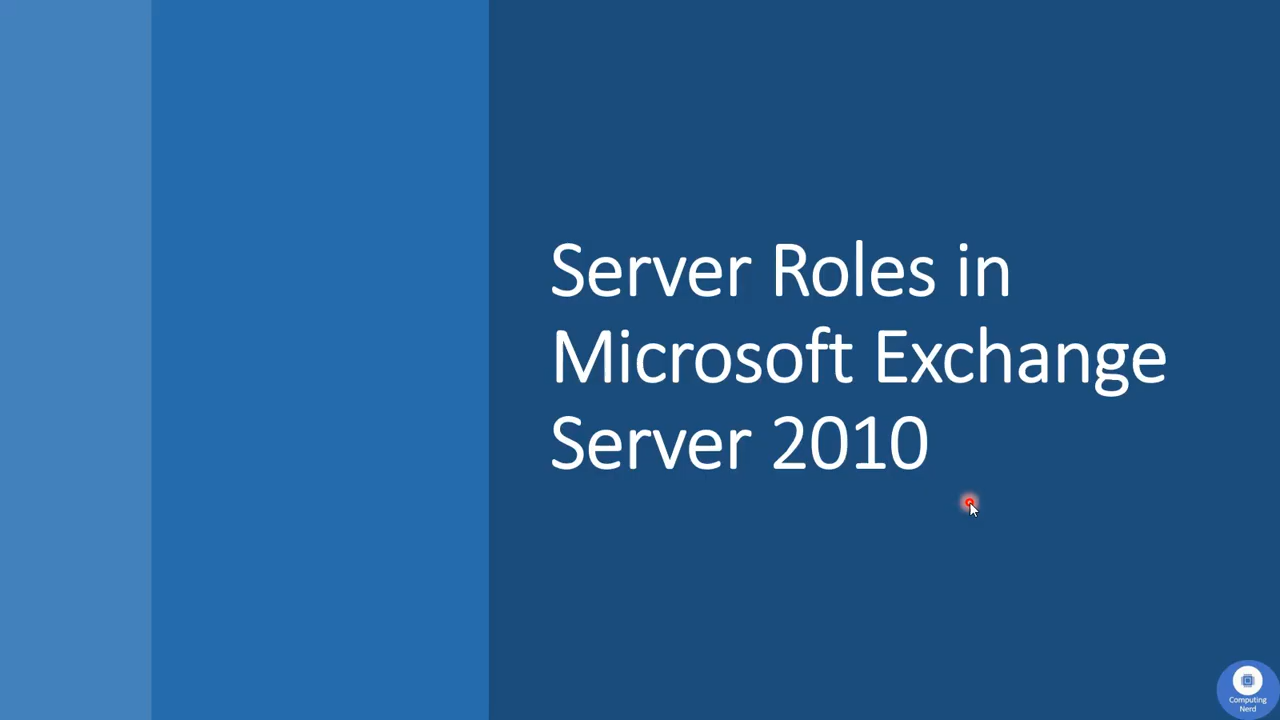 Server Roles in
Microsoft Exchange
Server 2010
Computing
Nerd